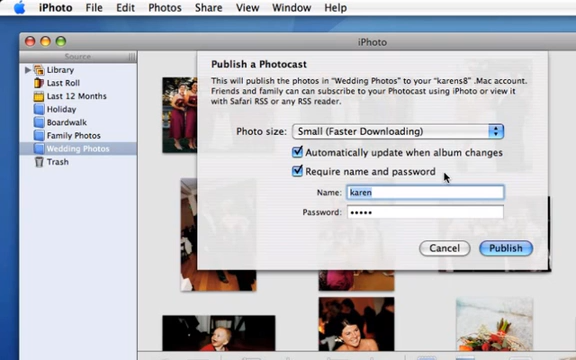 iPhoto File Edit Photos Share View Window Help
iPhoto
Source
Library
Last Roll
Last 12 Months
Holiday
Boardwalk
Family Photos
Wedding Photos
Trash
Publish a Photocast
This will publish the photos in "Wedding Photos" to your "karens8" .Mac account.
Friends and family can subscribe to your Photocast using iPhoto or view it
with Safari RSS or any RSS reader.
Photo size: Small (Faster Downloading)
Automatically update when album changes
Require name and password
Name: karen
Password: •••••
Cancel Publish